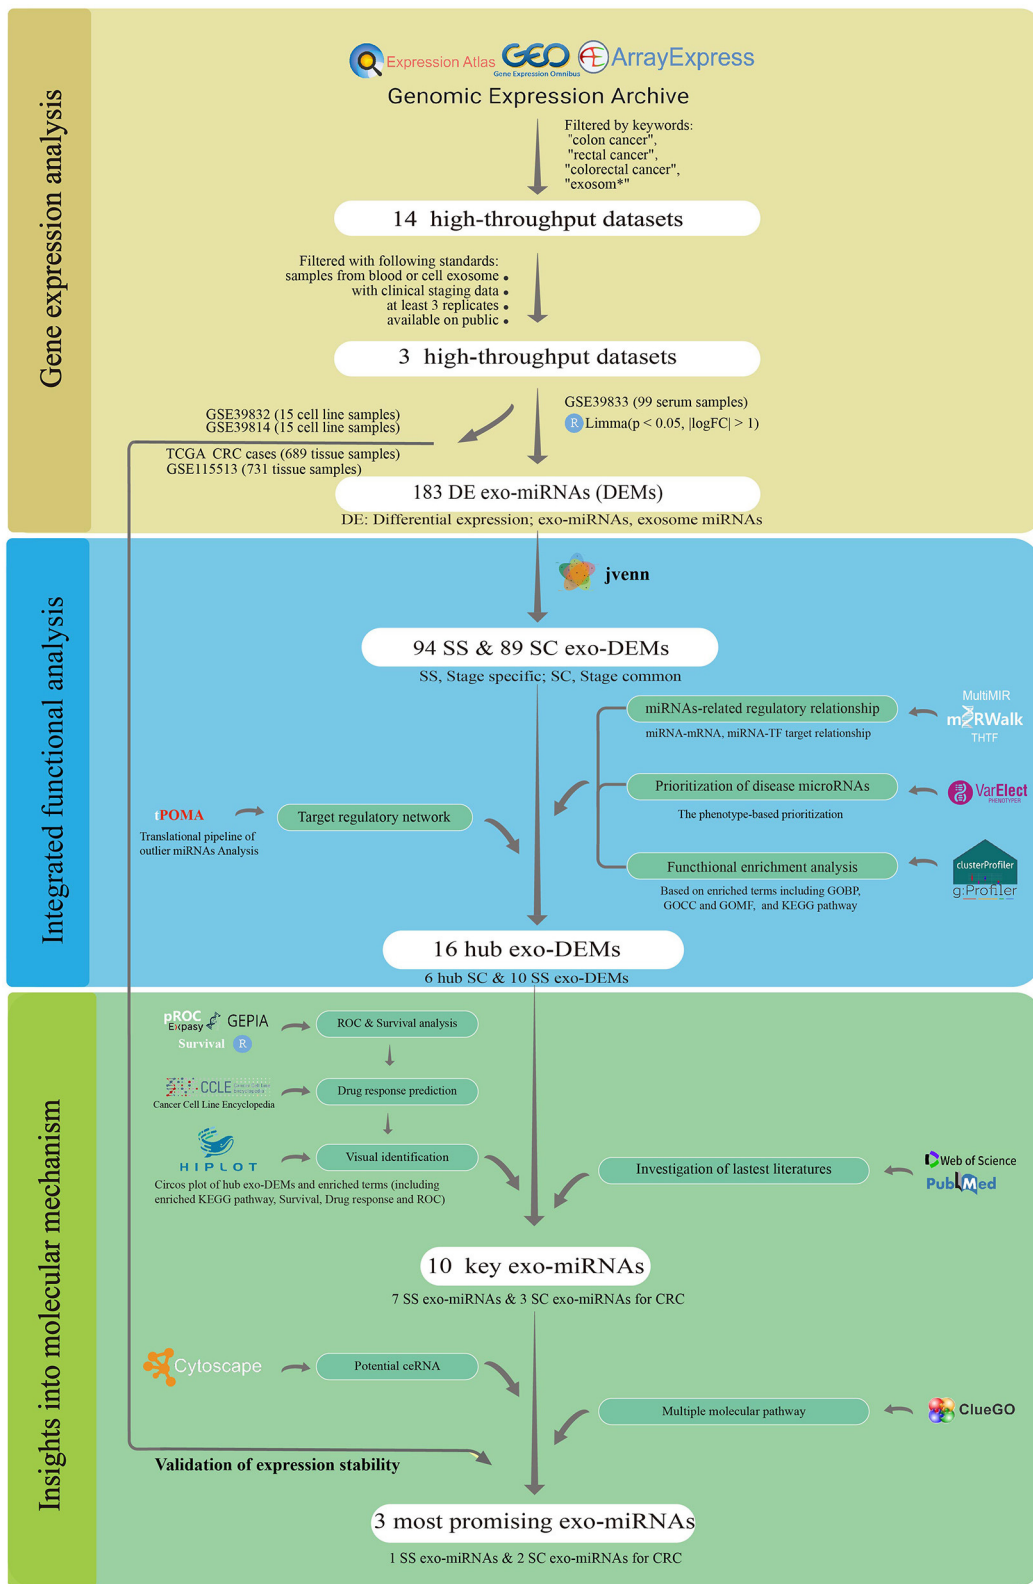 Gene expression analysis
Expression Atlas
GEO
Gene Expression Omnibus
ArrayExpress
Genomic Expression Archive
Filtered by keywords:
"colon cancer",
"rectal cancer",
"colorectal cancer",
"exosom*"
14 high-throughput datasets
Filtered with following standards:
samples from blood or cell exosome •
with clinical staging data •
at least 3 replicates •
available on public •
3 high-throughput datasets
GSE39832 (15 cell line samples)
GSE39814 (15 cell line samples)
TCGA CRC cases (689 tissue samples)
GSE115513 (731 tissue samples)
GSE39833 (99 serum samples)
R Limma(p < 0.05, |logFC| > 1)
183 DE exo-miRNAs (DEMs)
DE: Differential expression; exo-miRNAs, exosome miRNAs
Integrated functional analysis
jvenn
94 SS & 89 SC exo-DEMs
SS, Stage specific; SC, Stage common
miRNAs-related regulatory relationship
miRNA-mRNA, miRNA-TF target relationship
MultiMIR
miRWalk
THTF
Prioritization of disease microRNAs
The phenotype-based prioritization
VarElect
PHENOTYPER
tPOMA
Translational pipeline of
outlier miRNAs Analysis
Target regulatory network
Functhional enrichment analysis
Based on enriched terms including GOBP,
GOCC and GOMF, and KEGG pathway
clusterProfiler
g:Profiler
16 hub exo-DEMs
6 hub SC & 10 SS exo-DEMs
Insights into molecular mechanism
pROC
Expasy
GEPIA
Survival R
ROC & Survival analysis
CCLE
Cancer Cell Line Encyclopedia
Drug response prediction
HIPLOT
Visual identification
Circos plot of hub exo-DEMs and enriched terms (including
enriched KEGG pathway, Survival, Drug response and ROC)
Investigation of lastest literatures
Web of Science
PubMed
10 key exo-miRNAs
7 SS exo-miRNAs & 3 SC exo-miRNAs for CRC
Cytoscape
Potential ceRNA
Multiple molecular pathway
ClueGO
Validation of expression stability
3 most promising exo-miRNAs
1 SS exo-miRNAs & 2 SC exo-miRNAs for CRC